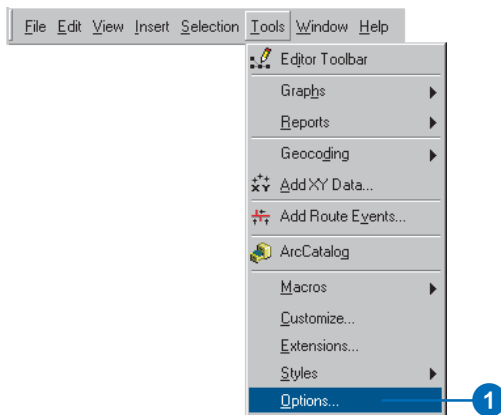 File Edit View Insert Selection Tools Window Help
Editor Toolbar
Graphs
Reports
Geocoding
Add XY Data...
Add Route Events...
ArcCatalog
Macros
Customize...
Extensions...
Styles
Options... 1